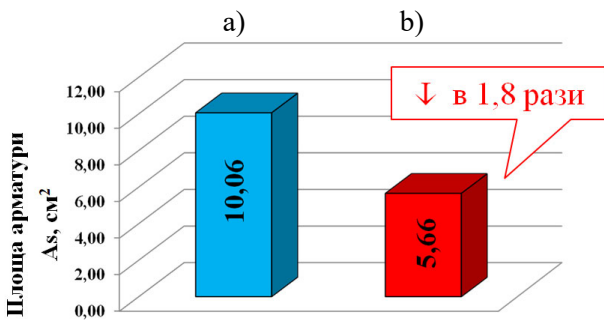 a) b)
↓ в 1,8 рази
12,00
10,00
8,00
6,00
4,00
2,00
0,00
Площа арматури
As, см²
10,06
5,66